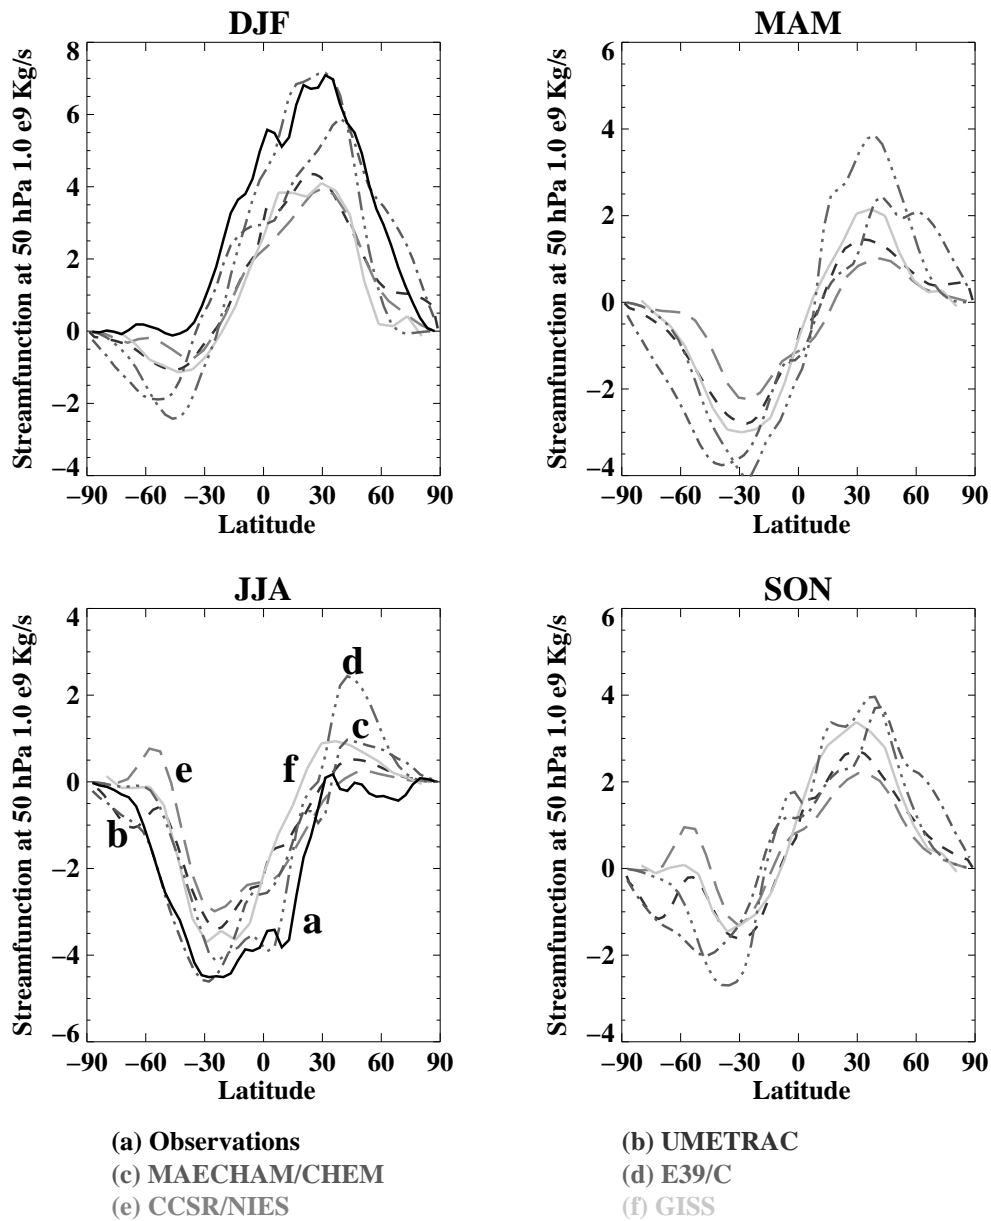 DJF
MAM
Streamfunction at 50 hPa 1.0 e9 Kg/s
8
6
4
2
0
−2
−4
−90 −60 −30 0 30 60 90
Latitude
Streamfunction at 50 hPa 1.0 e9 Kg/s
6
4
2
0
−2
−4
−90 −60 −30 0 30 60 90
Latitude
JJA
SON
Streamfunction at 50 hPa 1.0 e9 Kg/s
4
2
0
−2
−4
−6
d
c
e
f
b
a
−90 −60 −30 0 30 60 90
Latitude
Streamfunction at 50 hPa 1.0 e9 Kg/s
6
4
2
0
−2
−4
−90 −60 −30 0 30 60 90
Latitude
(a) Observations
(b) UMETRAC
(c) MAECHAM/CHEM
(d) E39/C
(e) CCSR/NIES
(f) GISS